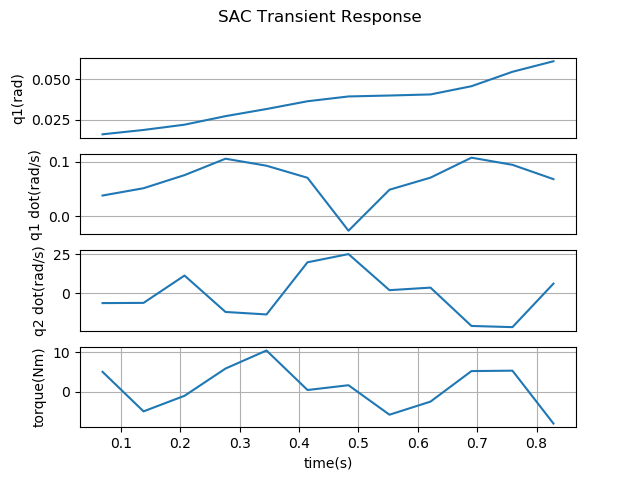 SAC Transient Response
q1(rad)
0.050
0.025
q1 dot(rad/s)
0.1
0.0
q2 dot(rad/s)
25
0
torque(Nm)
10
0
0.1 0.2 0.3 0.4 0.5 0.6 0.7 0.8
time(s)